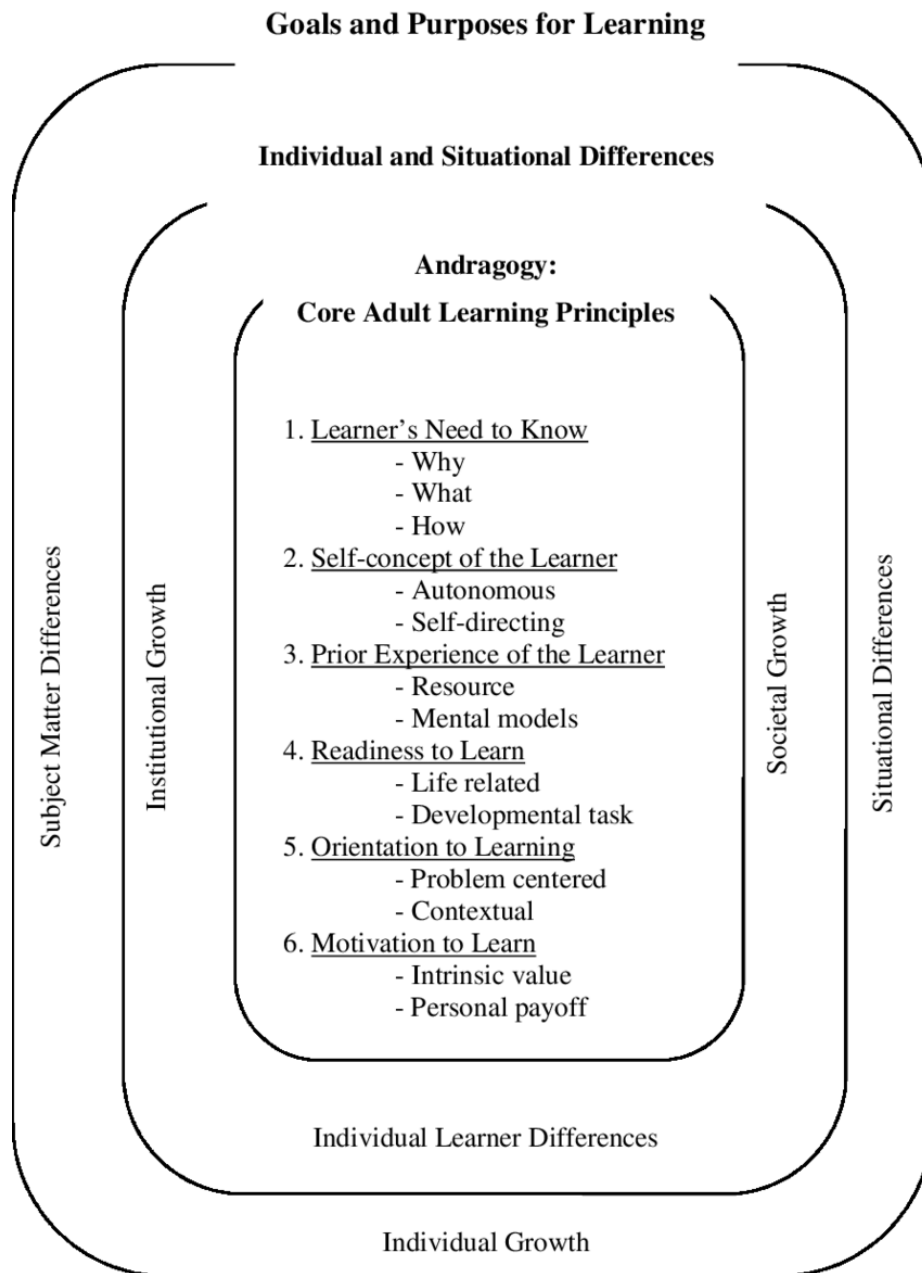 Goals and Purposes for Learning
Individual and Situational Differences
Andragogy:
Core Adult Learning Principles
1. Learner’s Need to Know
- Why
- What
- How
2. Self-concept of the Learner
- Autonomous
- Self-directing
3. Prior Experience of the Learner
- Resource
- Mental models
4. Readiness to Learn
- Life related
- Developmental task
5. Orientation to Learning
- Problem centered
- Contextual
6. Motivation to Learn
- Intrinsic value
- Personal payoff
Subject Matter Differences
Institutional Growth
Societal Growth
Situational Differences
Individual Learner Differences
Individual Growth